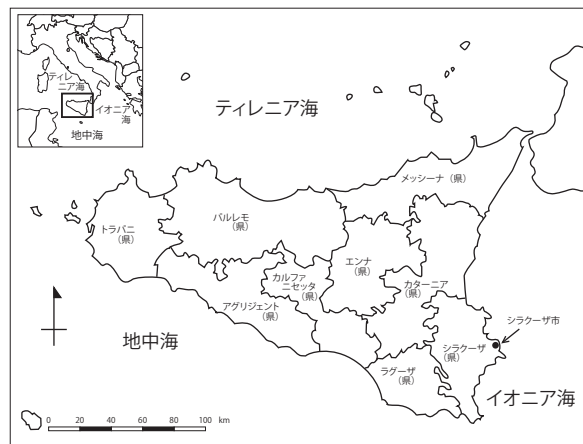 ティレ
ニア海
イオニア
海
地中海
ティレニア海
メッシーナ（県）
パルレモ
（県）
トラパニ
（県）
エンナ
（県）
カルファ
ニセッタ
（県）
カターニア
（県）
アグリジェント
（県）
シラクーザ市
シラクーザ
（県）
ラグーザ
（県）
地中海
イオニア海
0 20 40 60 80 100 km